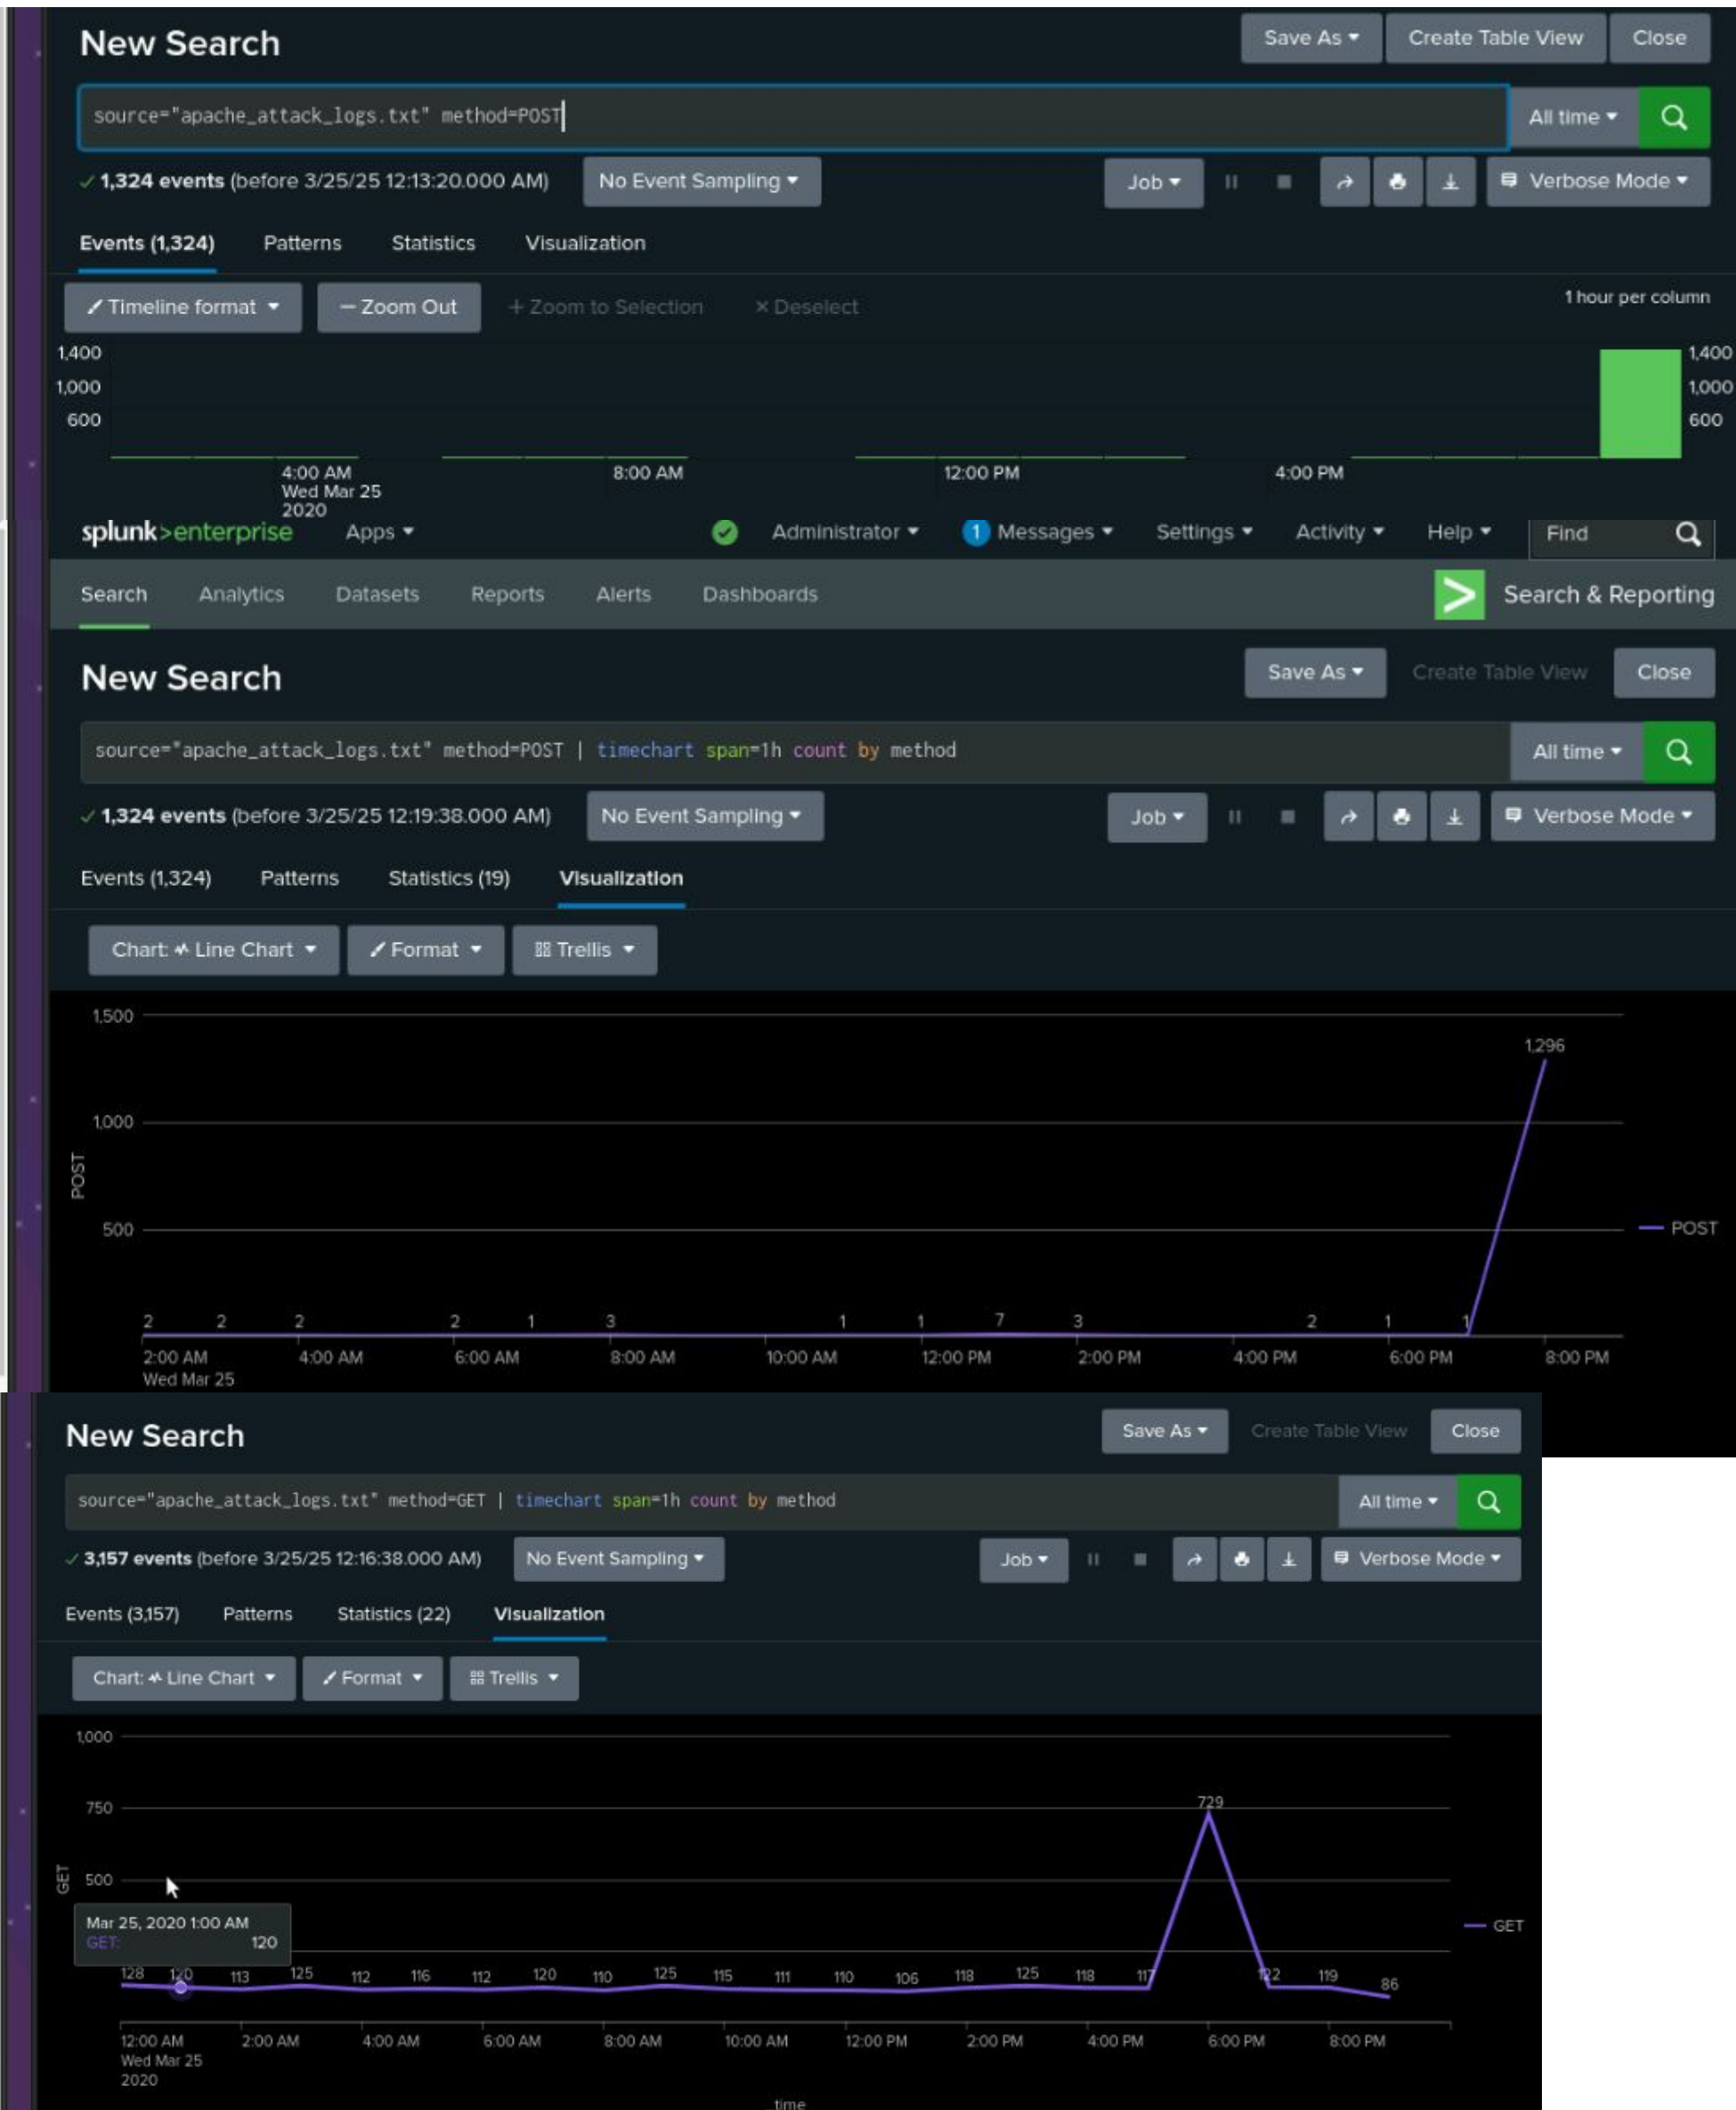 New Search
Save As
Create Table View
Close
source="apache_attack_logs.txt" method=POST
All time
1,324 events (before 3/25/25 12:13:20.000 AM)
No Event Sampling
Job
Verbose Mode
Events (1,324)
Patterns
Statistics
Visualization
Timeline format
— Zoom Out
+ Zoom to Selection
× Deselect
1 hour per column
1,400
1,400
1,000
1,000
600
600
4:00 AM
8:00 AM
12:00 PM
4:00 PM
Wed Mar 25
2020
splunk>enterprise
Apps
Administrator
1 Messages
Settings
Activity
Help
Find
Search
Analytics
Datasets
Reports
Alerts
Dashboards
> Search & Reporting
New Search
Save As
Create Table View
Close
source="apache_attack_logs.txt" method=POST | timechart span=1h count by method
All time
1,324 events (before 3/25/25 12:19:38.000 AM)
No Event Sampling
Job
Verbose Mode
Events (1,324)
Patterns
Statistics (19)
Visualization
Chart: Line Chart
Format
Trellis
1,500
1,296
1,000
POST
500
POST
2 2 2 2 1 3 1 1 7 3 2 1 1
2:00 AM 4:00 AM 6:00 AM 8:00 AM 10:00 AM 12:00 PM 2:00 PM 4:00 PM 6:00 PM 8:00 PM
Wed Mar 25
New Search
Save As
Create Table View
Close
source="apache_attack_logs.txt" method=GET | timechart span=1h count by method
All time
3,157 events (before 3/25/25 12:16:38.000 AM)
No Event Sampling
Job
Verbose Mode
Events (3,157)
Patterns
Statistics (22)
Visualization
Chart: Line Chart
Format
Trellis
1,000
750
729
GET
500
Mar 25, 2020 1:00 AM
GET: 120
GET
128 120 113 125 112 116 112 120 110 125 115 111 110 106 118 125 118 117 122 119 86
12:00 AM 2:00 AM 4:00 AM 6:00 AM 8:00 AM 10:00 AM 12:00 PM 2:00 PM 4:00 PM 6:00 PM 8:00 PM
Wed Mar 25
2020
time